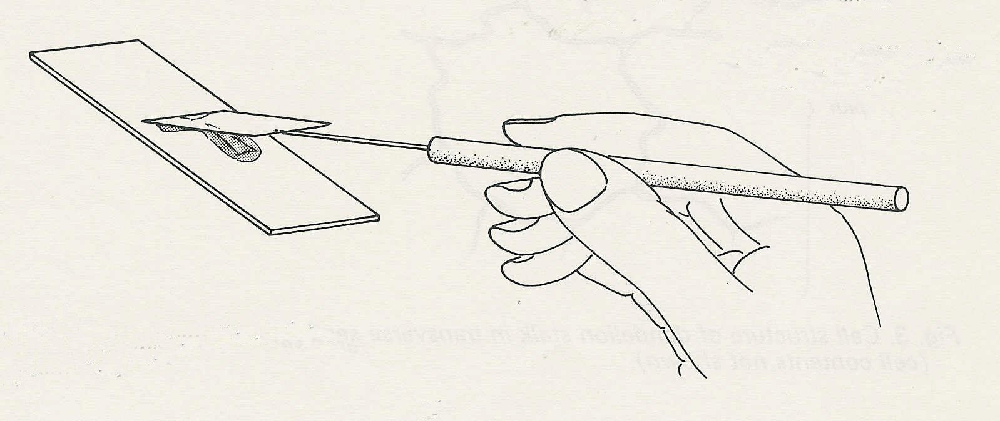 Fig. 3. Cell structure of dandelion stalk in transverse
(cell contents not shown)